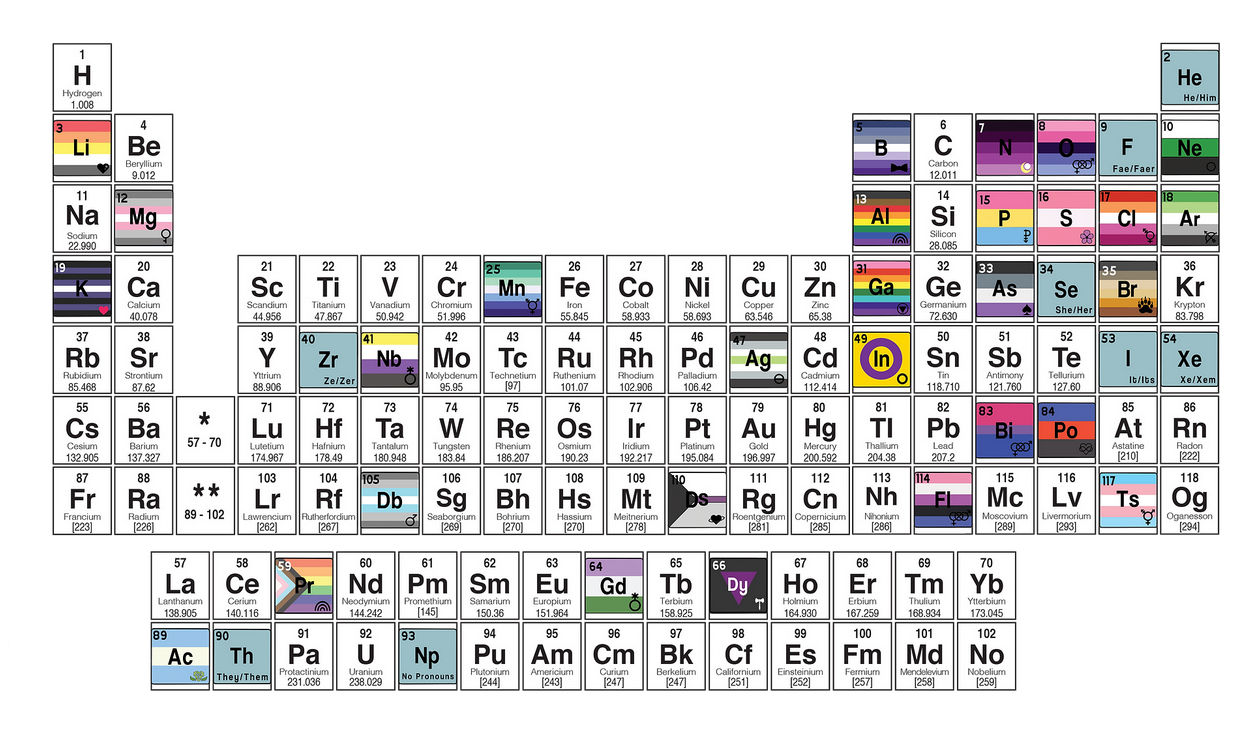 1
H
Hydrogen
1.008
2
He
He/Him
3
Li
4
Be
Beryllium
9.012
5
B
6
C
Carbon
12.011
7
N
8
O
9
F
Fae/Faer
10
Ne
11
Na
Sodium
22.990
12
Mg
13
Al
14
Si
Silicon
28.085
15
P
16
S
17
Cl
18
Ar
19
K
20
Ca
Calcium
40.078
21
Sc
Scandium
44.956
22
Ti
Titanium
47.867
23
V
Vanadium
50.942
24
Cr
Chromium
51.996
25
Mn
26
Fe
Iron
55.845
27
Co
Cobalt
58.933
28
Ni
Nickel
58.693
29
Cu
Copper
63.546
30
Zn
Zinc
65.38
31
Ga
32
Ge
Germanium
72.630
33
As
34
Se
She/Her
35
Br
36
Kr
Krypton
83.798
37
Rb
Rubidium
85.468
38
Sr
Strontium
87.62
39
Y
Yttrium
88.906
40
Zr
Ze/Zer
41
Nb
42
Mo
Molybdenum
95.95
43
Tc
Technetium
[97]
44
Ru
Ruthenium
101.07
45
Rh
Rhodium
102.906
46
Pd
Palladium
106.42
47
Ag
48
Cd
Cadmium
112.414
49
In
50
Sn
Tin
118.710
51
Sb
Antimony
121.760
52
Te
Tellurium
127.60
53
I
It/Its
54
Xe
Xe/Xem
55
Cs
Cesium
132.905
56
Ba
Barium
137.327
*
57 - 70
71
Lu
Lutetium
174.967
72
Hf
Hafnium
178.49
73
Ta
Tantalum
180.948
74
W
Tungsten
183.84
75
Re
Rhenium
186.207
76
Os
Osmium
190.23
77
Ir
Iridium
192.217
78
Pt
Platinum
195.084
79
Au
Gold
196.997
80
Hg
Mercury
200.592
81
Tl
Thallium
204.38
82
Pb
Lead
207.2
83
Bi
84
Po
85
At
Astatine
[210]
86
Rn
Radon
[222]
87
Fr
Francium
[223]
88
Ra
Radium
[226]
**
89 - 102
103
Lr
Lawrencium
[262]
104
Rf
Rutherfordium
[267]
105
Db
106
Sg
Seaborgium
[269]
107
Bh
Bohrium
[270]
108
Hs
Hassium
[270]
109
Mt
Meitnerium
[278]
110
Ds
111
Rg
Roentgenium
[281]
112
Cn
Copernicium
[285]
113
Nh
Nihonium
[286]
114
Fl
115
Mc
Moscovium
[289]
116
Lv
Livermorium
[293]
117
Ts
118
Og
Oganesson
[294]
57
La
Lanthanum
138.905
58
Ce
Cerium
140.116
59
Pr
60
Nd
Neodymium
144.242
61
Pm
Promethium
[145]
62
Sm
Samarium
150.36
63
Eu
Europium
151.964
64
Gd
65
Tb
Terbium
158.925
66
Dy
67
Ho
Holmium
164.930
68
Er
Erbium
167.259
69
Tm
Thulium
168.934
70
Yb
Ytterbium
173.045
89
Ac
90
Th
They/Them
91
Pa
Protactinium
231.036
92
U
Uranium
238.029
93
Np
No Pronouns
94
Pu
Plutonium
[244]
95
Am
Americium
[243]
96
Cm
Curium
[247]
97
Bk
Berkelium
[247]
98
Cf
Californium
[251]
99
Es
Einsteinium
[252]
100
Fm
Fermium
[257]
101
Md
Mendelevium
[258]
102
No
Nobelium
[259]